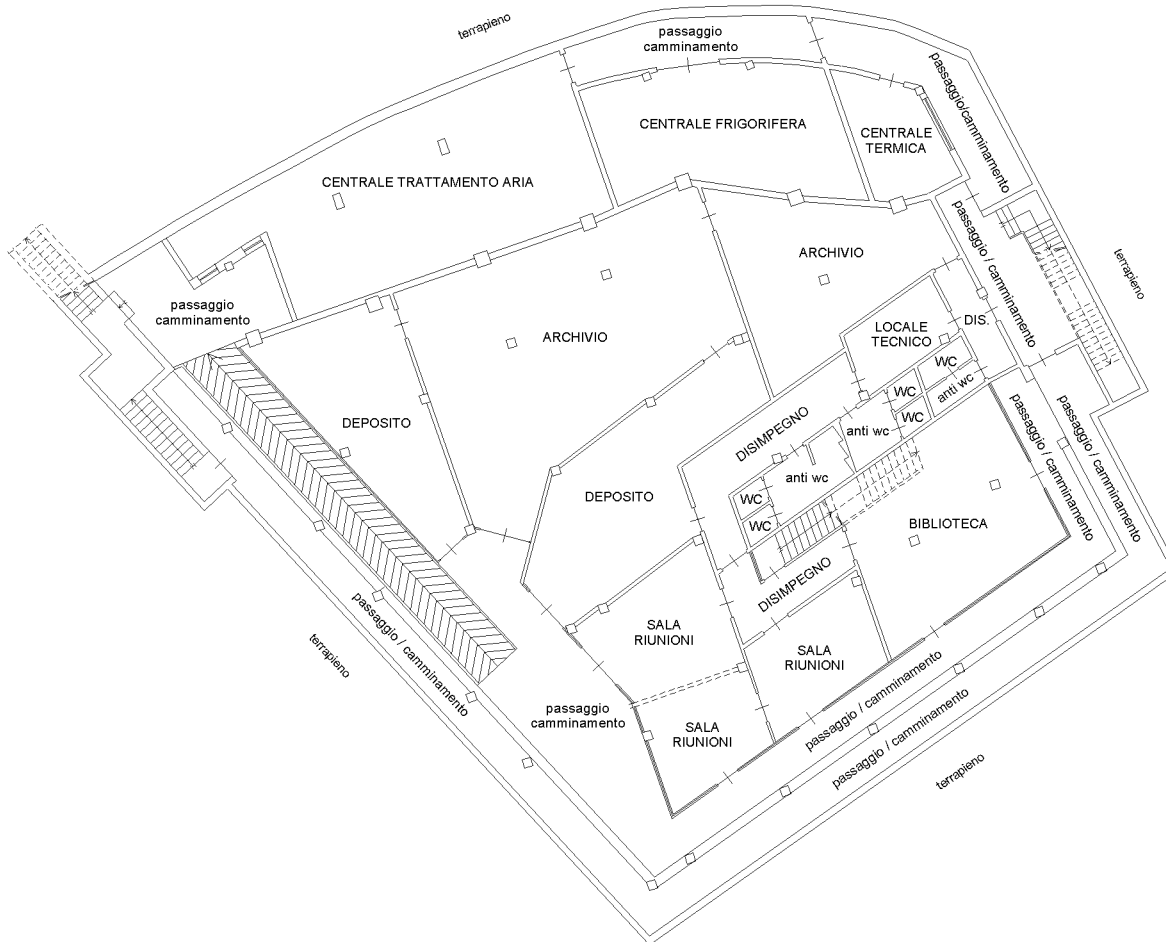 terrapieno
passaggio
camminamento
passaggio/camminamento
CENTRALE FRIGORIFERA
CENTRALE
TERMICA
CENTRALE TRATTAMENTO ARIA
passaggio / camminamento
terrapieno
ARCHIVIO
passaggio
camminamento
DIS.
LOCALE
TECNICO
ARCHIVIO
WC
WC
anti wc
WC
DEPOSITO
DISIMPEGNO
anti wc
passaggio / camminamento
passaggio / camminamento
anti wc
DEPOSITO
WC
WC
BIBLIOTECA
DISIMPEGNO
SALA
RIUNIONI
SALA
RIUNIONI
passaggio / camminamento
terrapieno
passaggio
camminamento
SALA
RIUNIONI
passaggio / camminamento
passaggio / camminamento
terrapieno